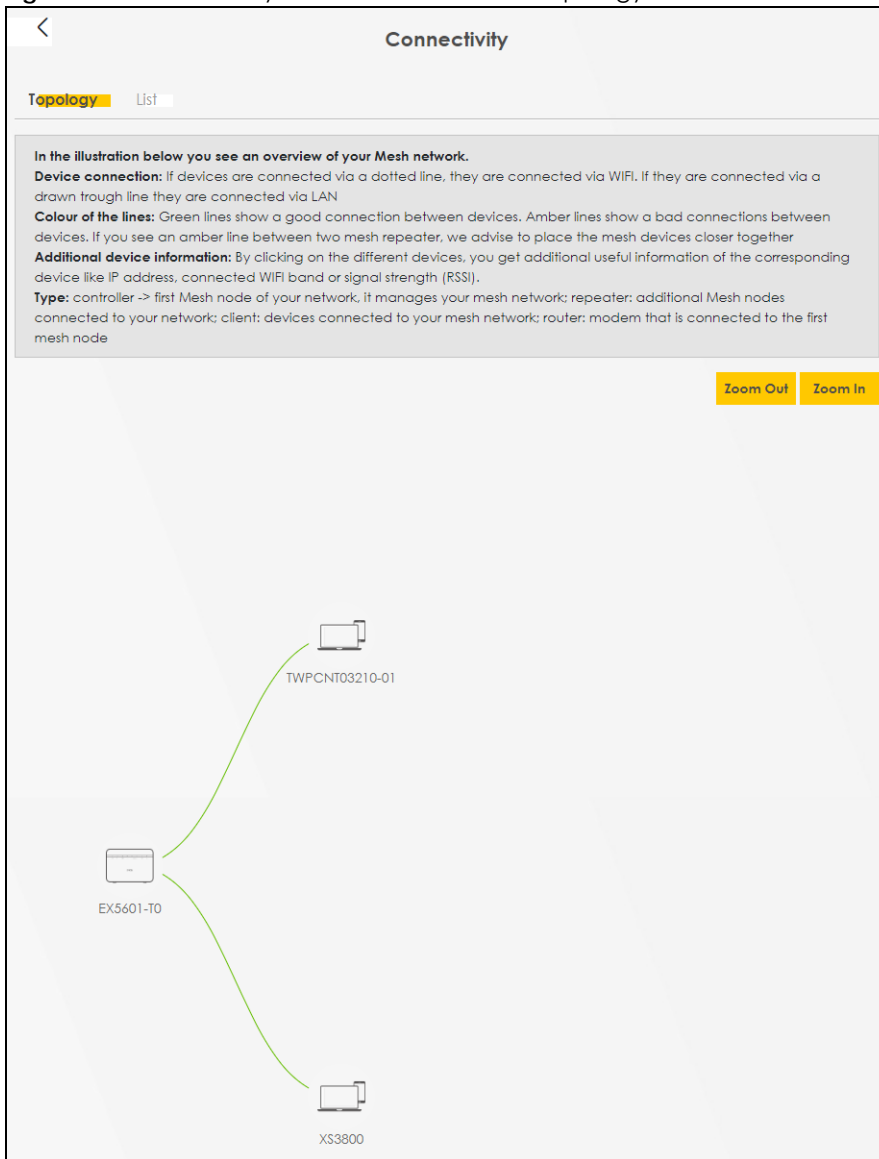 Connectivity
Topology List
In the illustration below you see an overview of your Mesh network.
Device connection: If devices are connected via a dotted line, they are connected via WIFI. If they are connected via a
drawn trough line they are connected via LAN
Colour of the lines: Green lines show a good connection between devices. Amber lines show a bad connections between
devices. If you see an amber line between two mesh repeater, we advise to place the mesh devices closer together
Additional device information: By clicking on the different devices, you get additional useful information of the corresponding
device like IP address, connected WIFI band or signal strength (RSSI).
Type: controller -> first Mesh node of your network, it manages your mesh network; repeater: additional Mesh nodes
connected to your network; client: devices connected to your mesh network; router: modem that is connected to the first
mesh node
Zoom Out Zoom In
TWPCNT03210-01
EX5601-T0
XS3800